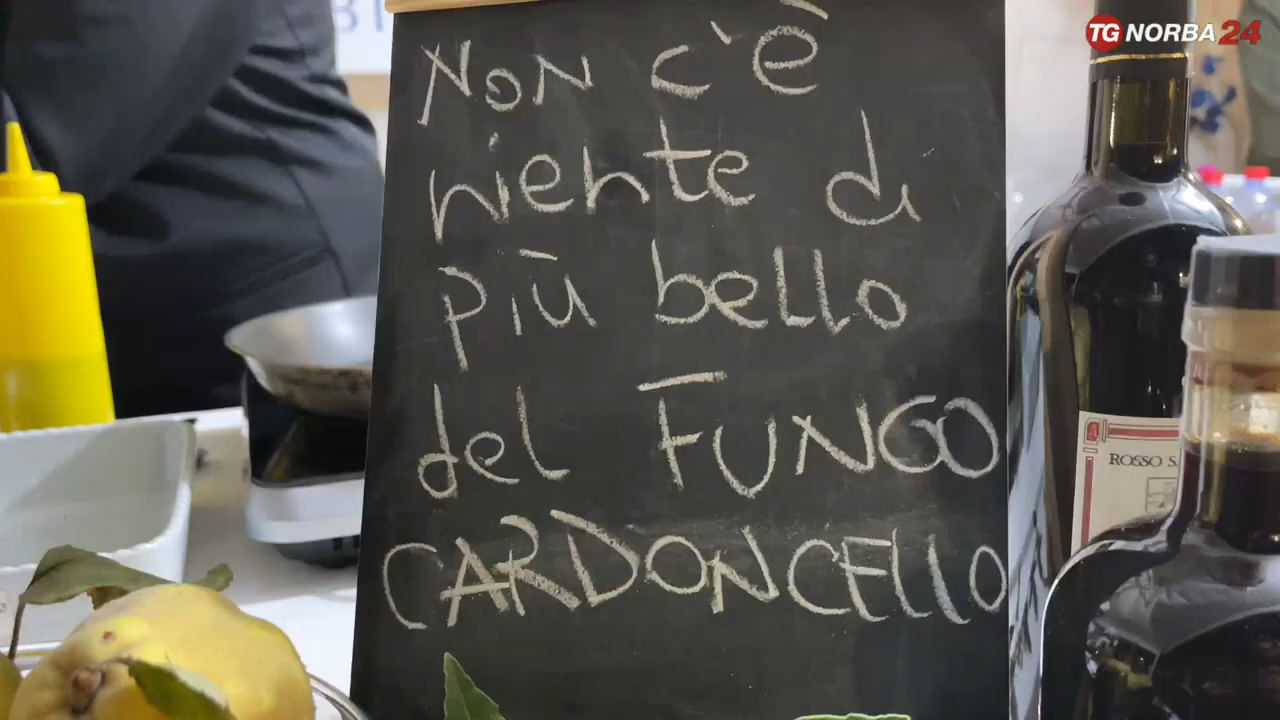 TG NORBA 24
Non c'è
niente di
più bello
del FUNGO
CARDONCELLO
ROSSO S.